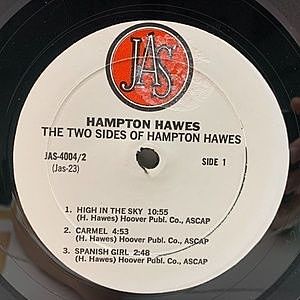 JAS
HAMPTON HAWES
THE TWO SIDES OF HAMPTON HAWES
JAS-4004/2
SIDE 1
(Jas-23)
1. HIGH IN THE SKY 10:55
(H. Hawes) Hoover Publ. Co., ASCAP
2. CARMEL 4:53
(H. Hawes) Hoover Publ. Co., ASCAP
3. SPANISH GIRL 2:48
(H. Hawes) Hoover Publ. Co., ASCAP